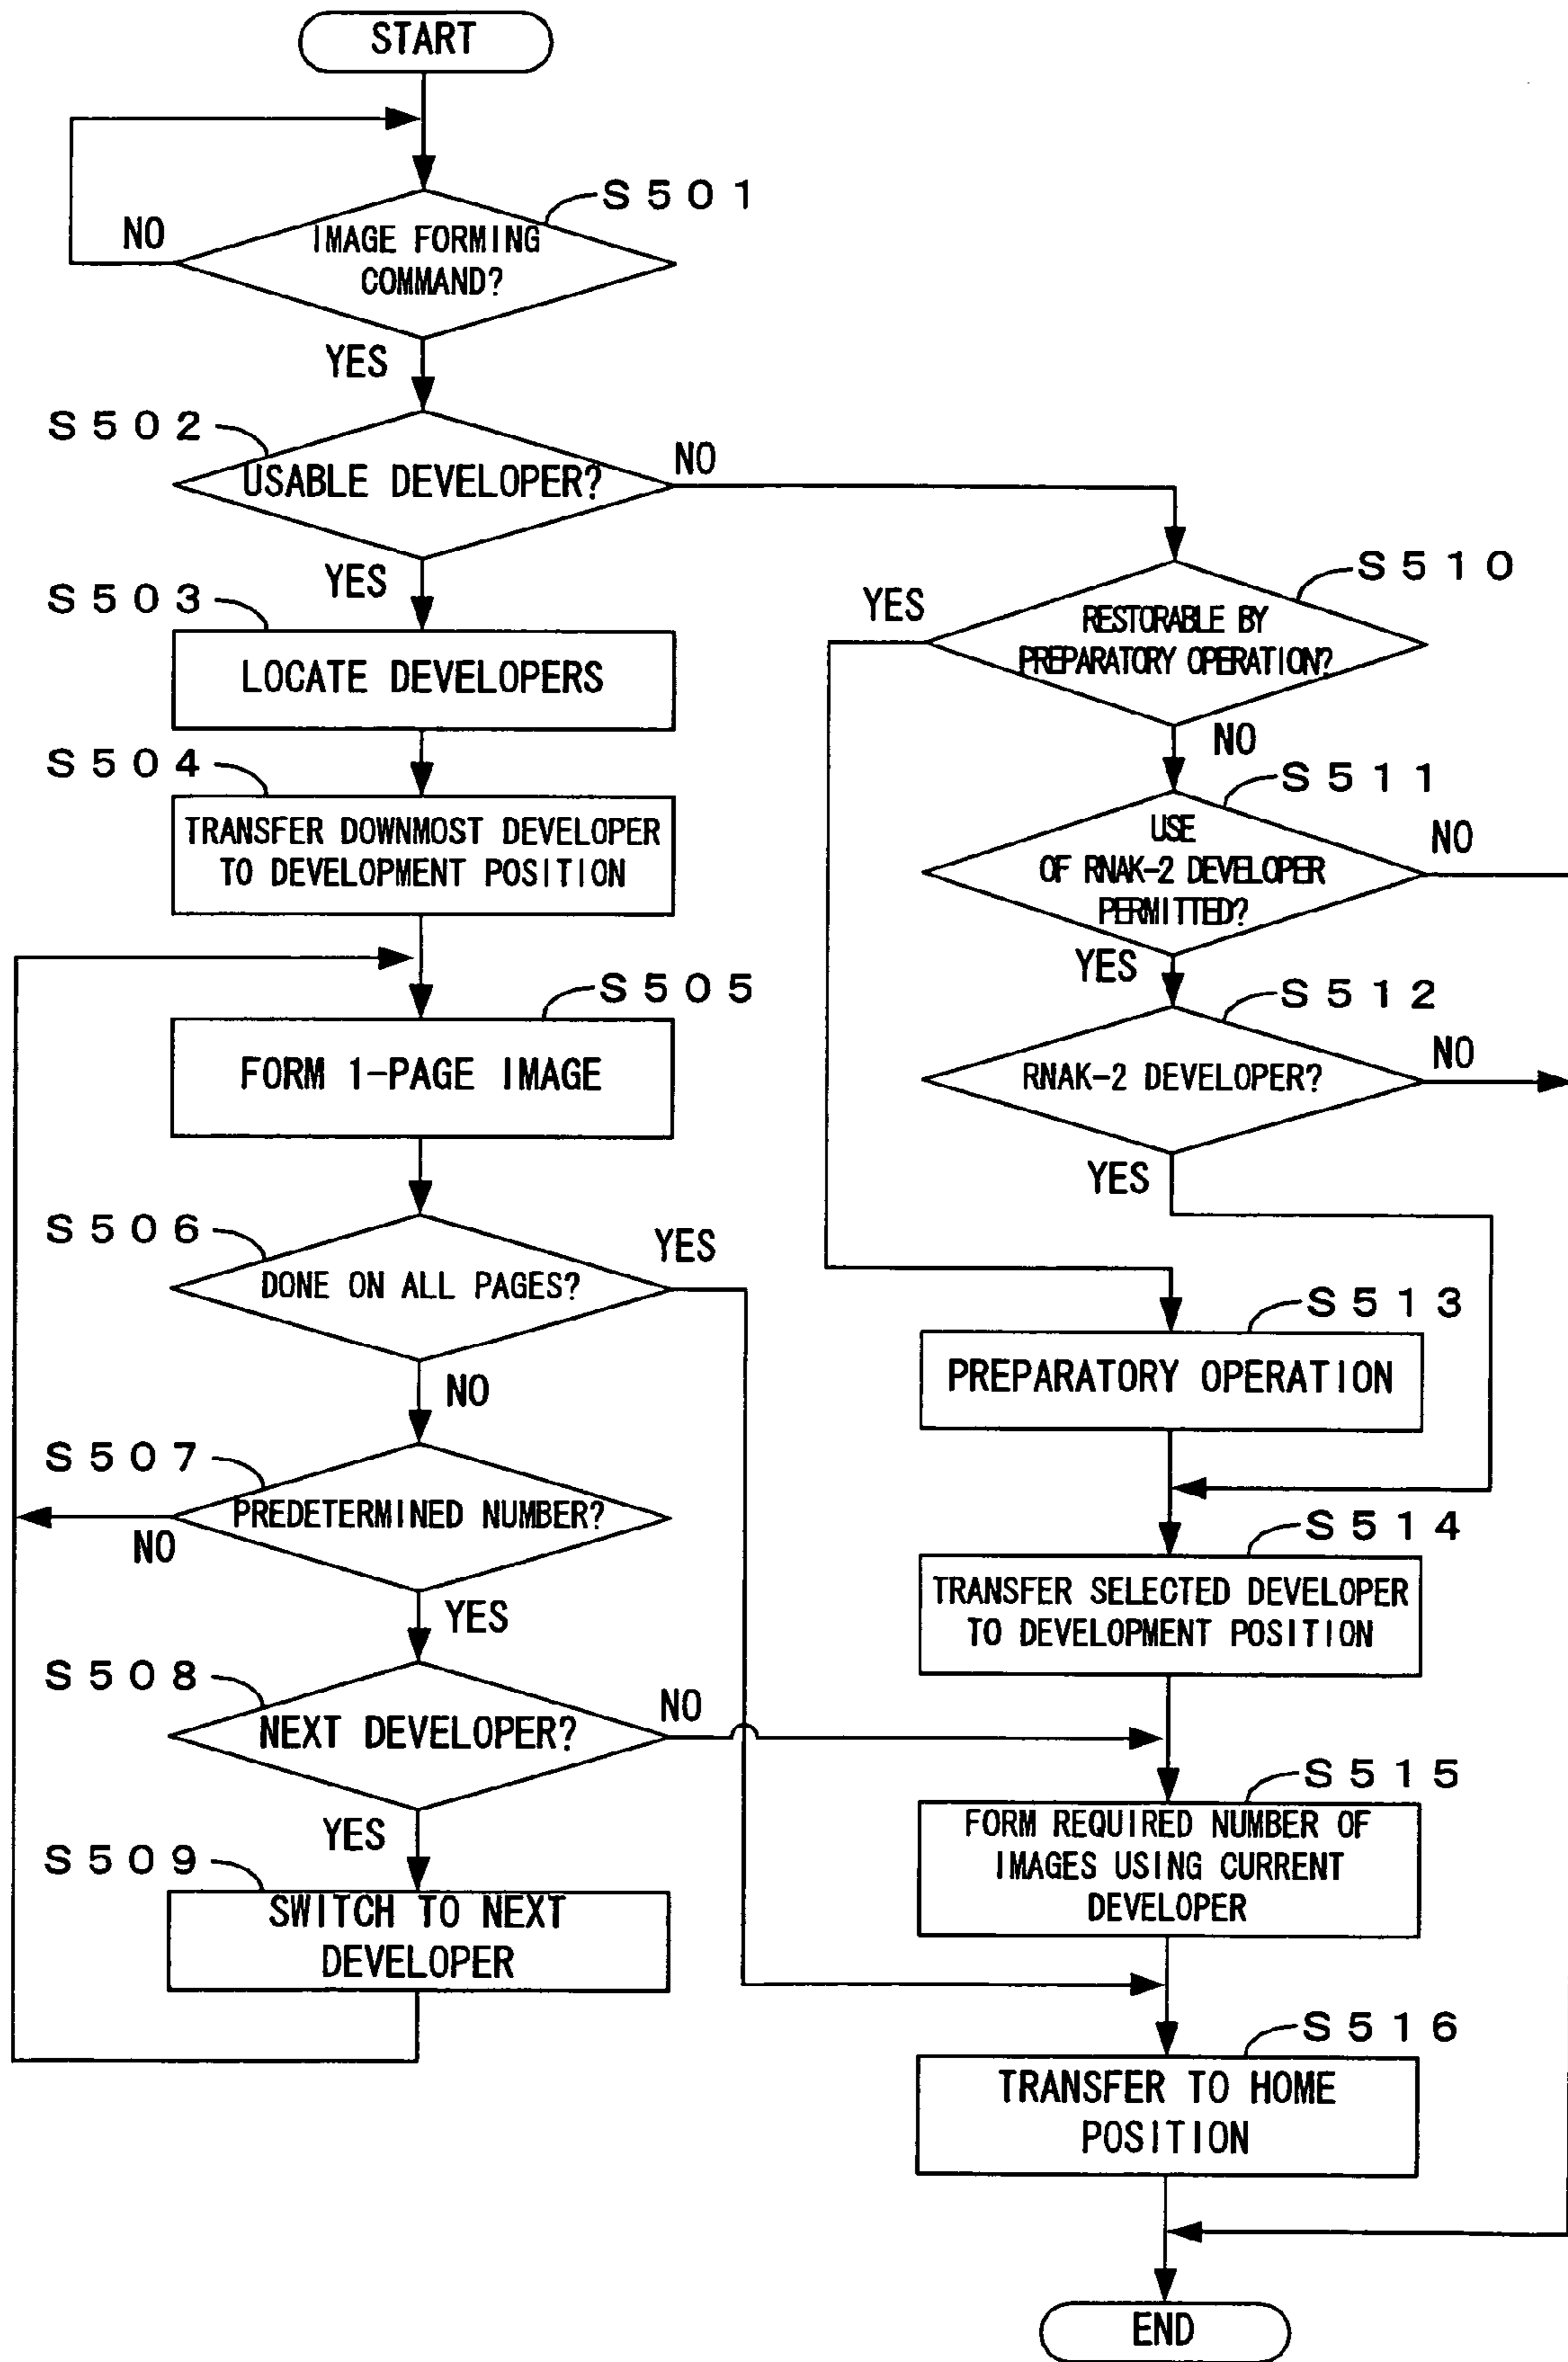 START
S501
NO
IMAGE FORMING
COMMAND?
YES
S502
USABLE DEVELOPER?
NO
YES
S503
LOCATE DEVELOPERS
S504
TRANSFER DOWNMOST DEVELOPER
TO DEVELOPMENT POSITION
S505
FORM 1-PAGE IMAGE
S506
DONE ON ALL PAGES?
YES
NO
S507
PREDETERMINED NUMBER?
NO
YES
S508
NEXT DEVELOPER?
NO
YES
S509
SWITCH TO NEXT
DEVELOPER
S510
YES
RESTORABLE BY
PREPARATORY OPERATION?
NO
S511
USE
OF RNAK-2 DEVELOPER
PERMITTED?
NO
YES
S512
RNAK-2 DEVELOPER?
NO
YES
S513
PREPARATORY OPERATION
S514
TRANSFER SELECTED DEVELOPER
TO DEVELOPMENT POSITION
S515
FORM REQUIRED NUMBER OF
IMAGES USING CURRENT
DEVELOPER
S516
TRANSFER TO HOME
POSITION
END